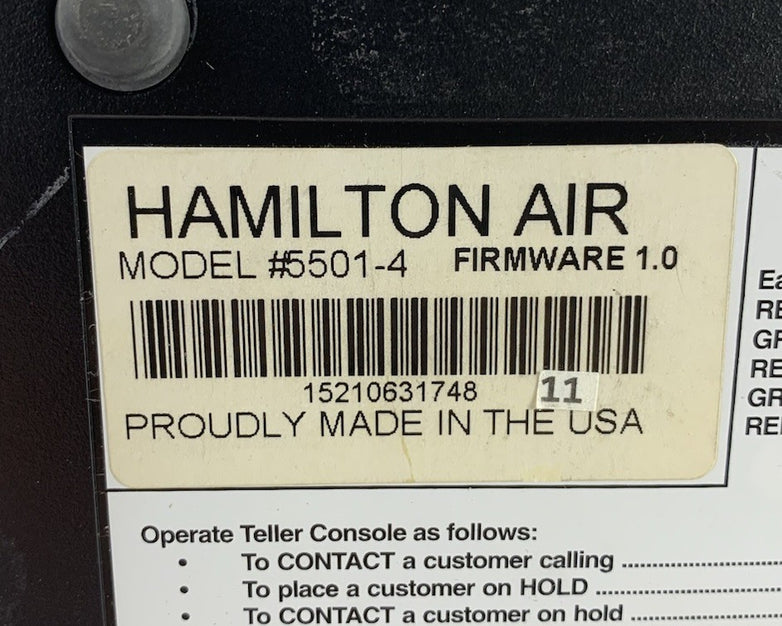 HAMILTON AIR
MODEL #5501-4 FIRMWARE 1.0
15210631748 11
PROUDLY MADE IN THE USA
Operate Teller Console as follows:
• To CONTACT a customer calling ........................
• To place a customer on HOLD ............................
• To CONTACT a customer on hold ......................